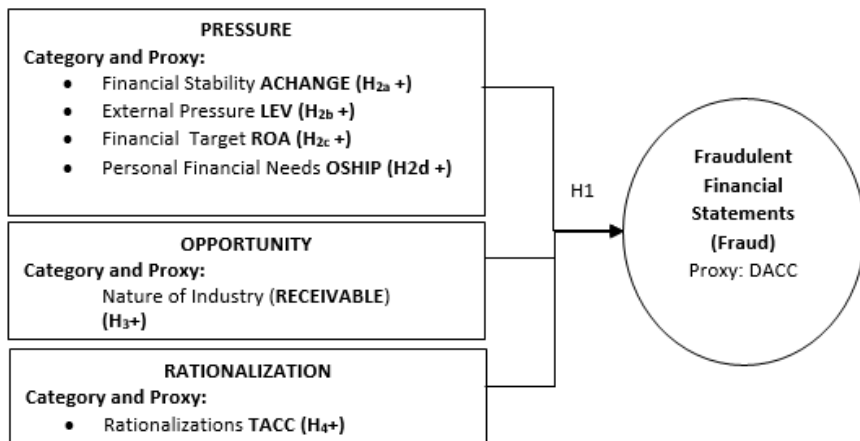 PRESSURE
Category and Proxy:
• Financial Stability ACHANGE (H2a +)
• External Pressure LEV (H2b +)
• Financial Target ROA (H2c +)
• Personal Financial Needs OSHIP (H2d +)
OPPORTUNITY
Category and Proxy:
Nature of Industry (RECEIVABLE)
(H3+)
RATIONALIZATION
Category and Proxy:
• Rationalizations TACC (H4+)
H1
Fraudulent
Financial
Statements
(Fraud)
Proxy: DACC